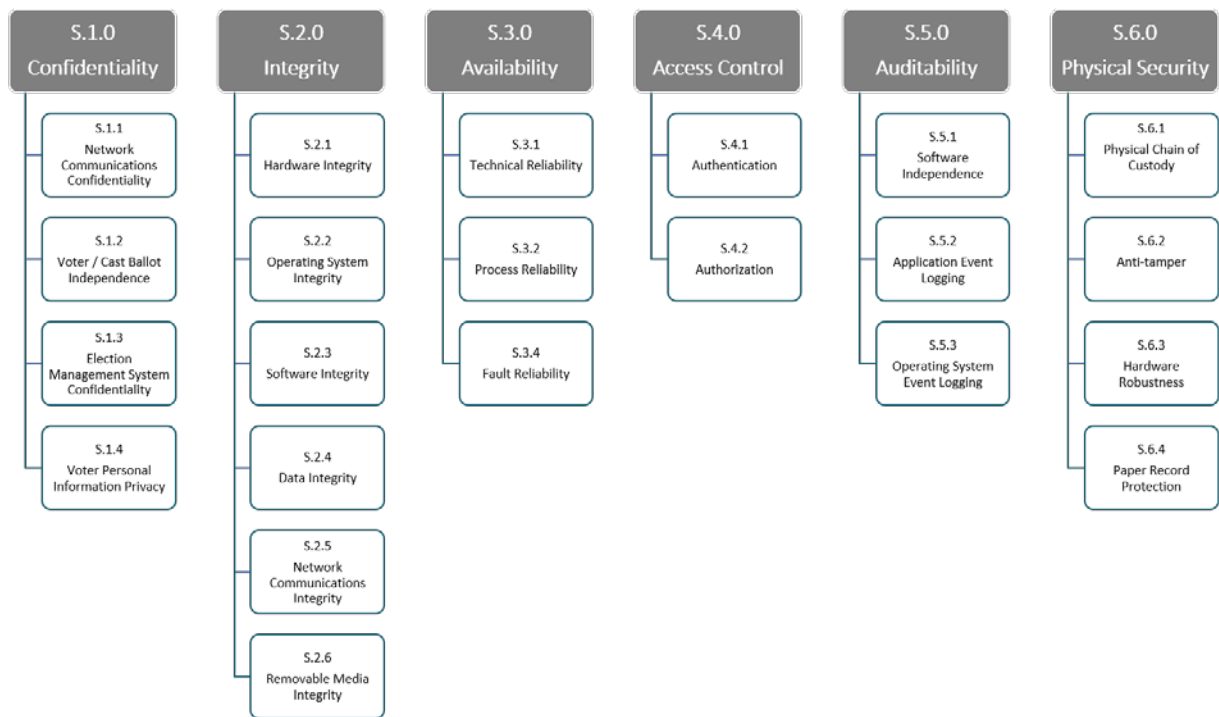 S.1.0
Confidentiality
S.1.1
Network
Communications
Confidentiality
S.1.2
Voter / Cast Ballot
Independence
S.1.3
Election
Management System
Confidentiality
S.1.4
Voter Personal
Information Privacy
S.2.0
Integrity
S.2.1
Hardware Integrity
S.2.2
Operating System
Integrity
S.2.3
Software Integrity
S.2.4
Data Integrity
S.2.5
Network
Communications
Integrity
S.2.6
Removable Media
Integrity
S.3.0
Availability
S.3.1
Technical Reliability
S.3.2
Process Reliability
S.3.4
Fault Reliability
S.4.0
Access Control
S.4.1
Authentication
S.4.2
Authorization
S.5.0
Auditability
S.5.1
Software
Independence
S.5.2
Application Event
Logging
S.5.3
Operating System
Event Logging
S.6.0
Physical Security
S.6.1
Physical Chain of
Custody
S.6.2
Anti-tamper
S.6.3
Hardware
Robustness
S.6.4
Paper Record
Protection